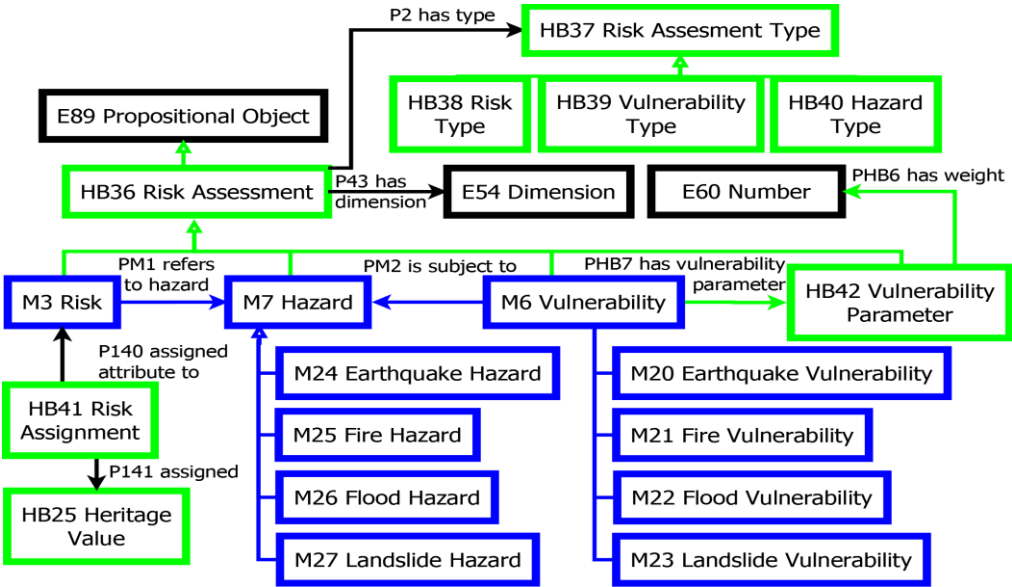 P2 has type
HB37 Risk Assesment Type
HB38 Risk
Type
HB39 Vulnerability
Type
HB40 Hazard
Type
E89 Propositional Object
HB36 Risk Assessment
P43 has
dimension
E54 Dimension
E60 Number
PHB6 has weight
PM1 refers
to hazard
PM2 is subject to
PHB7 has vulnerability
parameter
M3 Risk
M7 Hazard
M6 Vulnerability
HB42 Vulnerability
Parameter
P140 assigned
attribute to
M24 Earthquake Hazard
M20 Earthquake Vulnerability
HB41 Risk
Assignment
M25 Fire Hazard
M21 Fire Vulnerability
P141 assigned
M26 Flood Hazard
M22 Flood Vulnerability
HB25 Heritage
Value
M27 Landslide Hazard
M23 Landslide Vulnerability